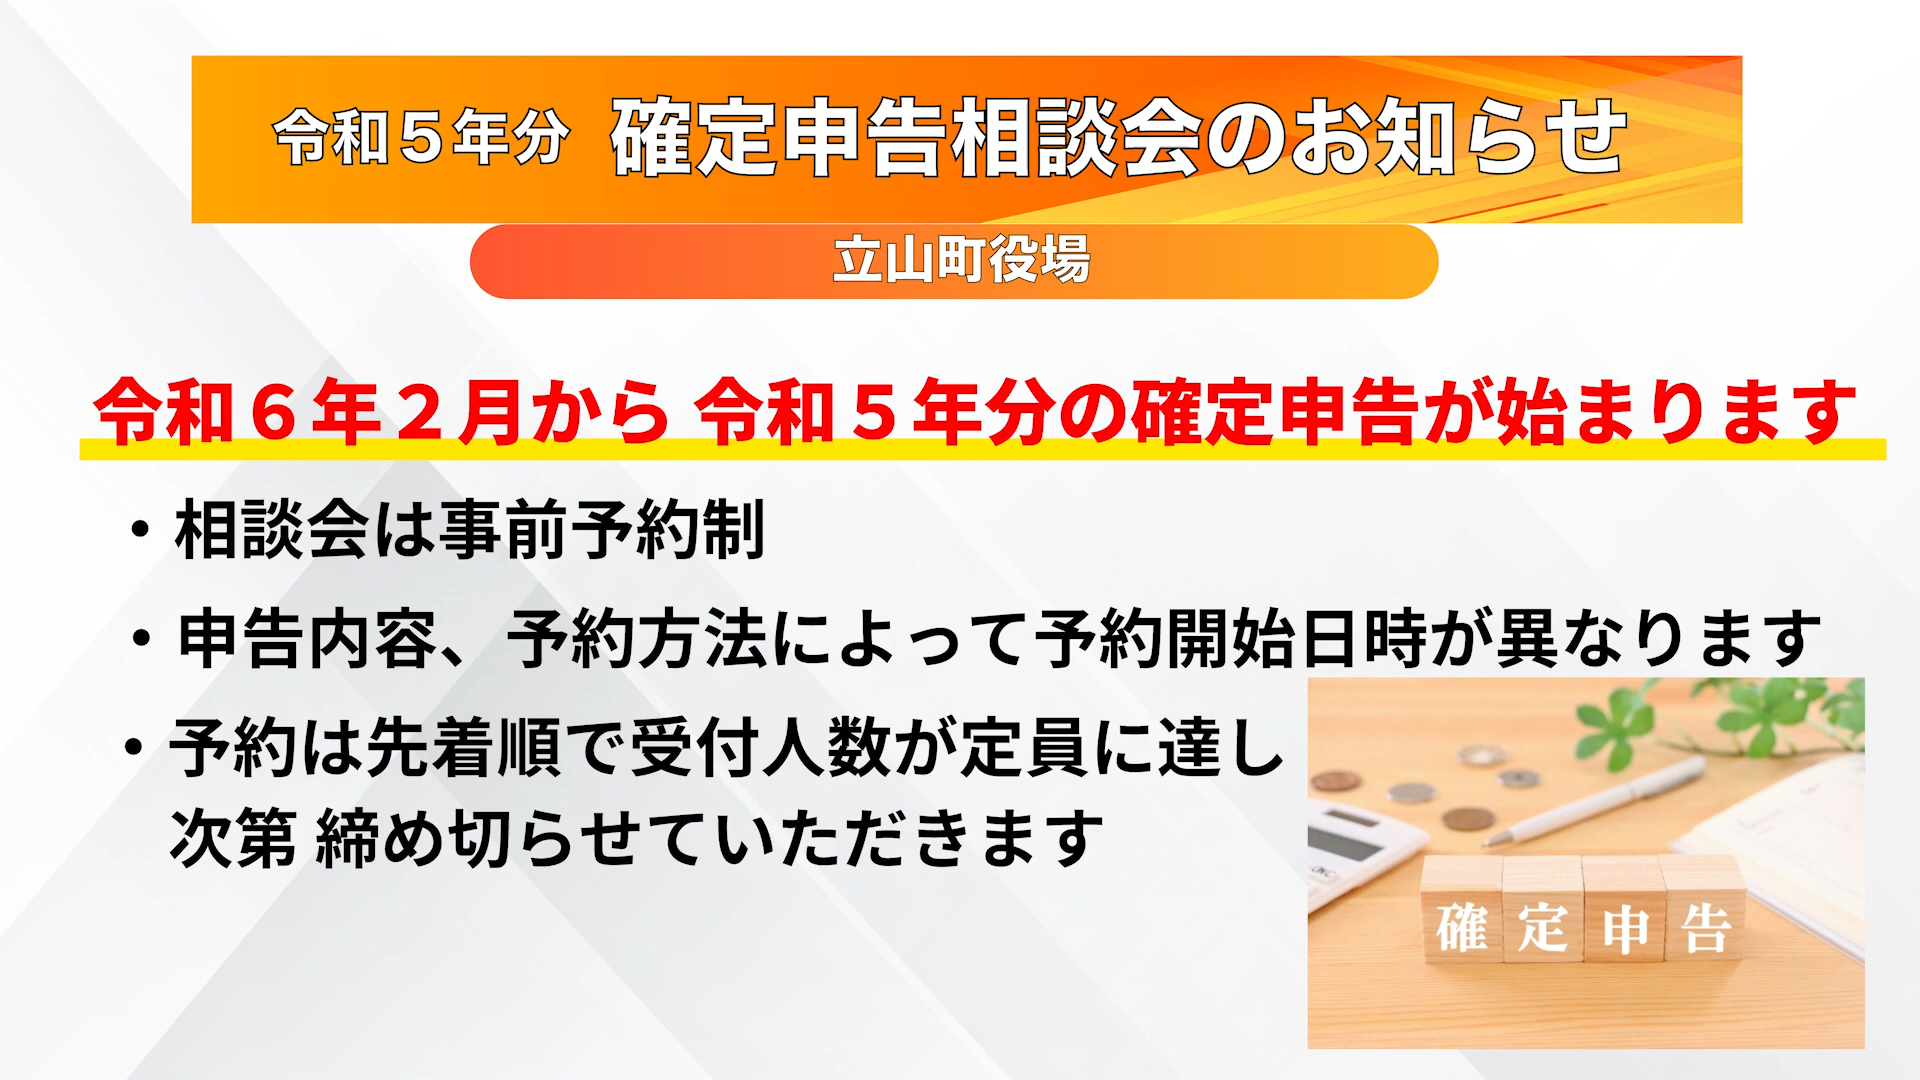 令和５年分 確定申告相談会のお知らせ
立山町役場
令和６年２月から 令和５年分の確定申告が始まります
・相談会は事前予約制
・申告内容、予約方法によって予約開始日時が異なります
・予約は先着順で受付人数が定員に達し
次第 締め切らせていただきます
確定申告